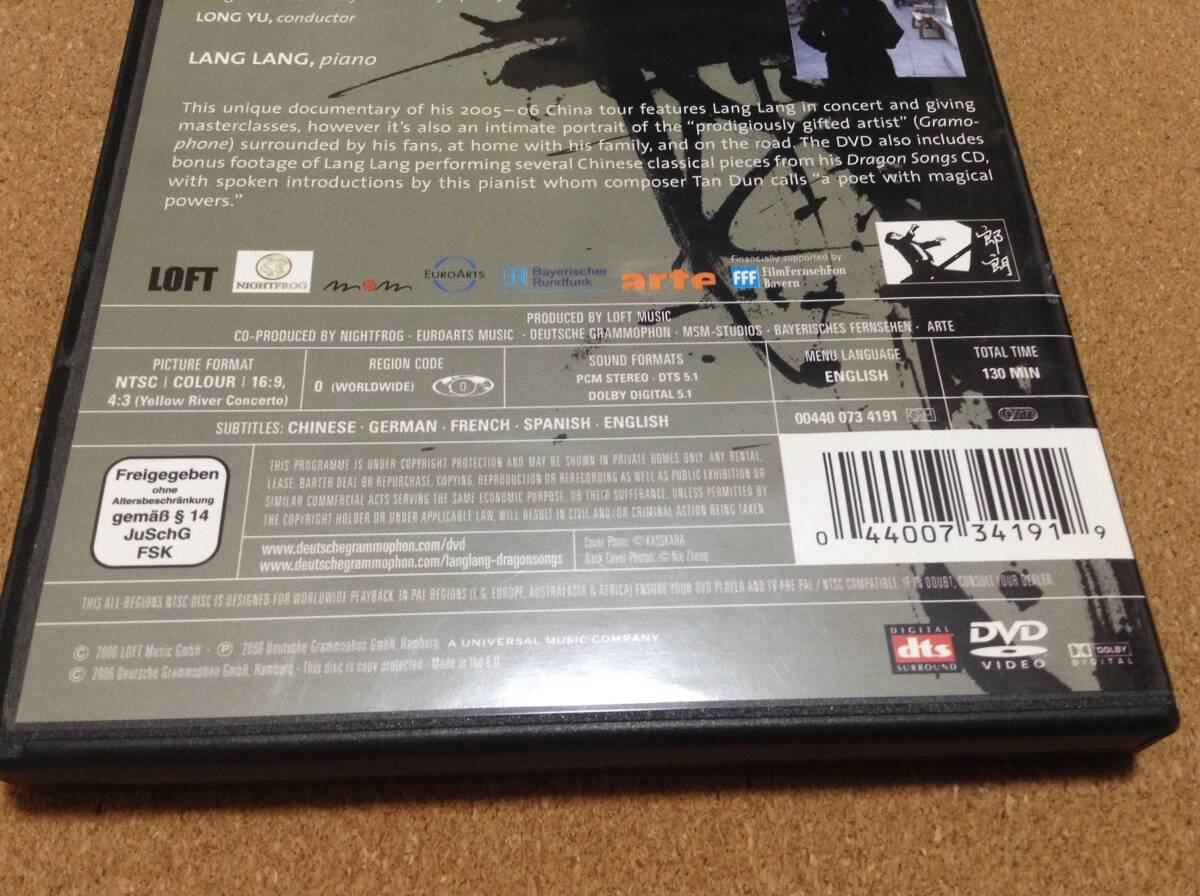 LONG YU, conductor
LANG LANG, piano
This unique documentary of his 2005–06 China tour features Lang Lang in concert and giving
masterclasses, however it's also an intimate portrait of the "prodigiously gifted artist" (Gramo-
phone) surrounded by his fans, at home with his family, and on the road. The DVD also includes
bonus footage of Lang Lang performing several Chinese classical pieces from his Dragon Songs CD,
with spoken introductions by this pianist whom composer Tan Dun calls "a poet with magical
powers."
郎朗
LOFT
NIGHTFROG
msm
EUROARTS
Bayerischer
Rundfunk
arte
Financially supported by
FFF FilmFernsehFon
Bayern
PRODUCED BY LOFT MUSIC
CO-PRODUCED BY NIGHTFROG · EUROARTS MUSIC · DEUTSCHE GRAMMOPHON · MSM-STUDIOS · BAYERISCHES FERNSEHEN · ARTE
PICTURE FORMAT
NTSC | COLOUR | 16:9,
4:3 (Yellow River Concerto)
REGION CODE
0 (WORLDWIDE)
0
SOUND FORMATS
PCM STEREO · DTS 5.1
DOLBY DIGITAL 5.1
MENU LANGUAGE
ENGLISH
TOTAL TIME
130 MIN
SUBTITLES: CHINESE · GERMAN · FRENCH · SPANISH · ENGLISH
00440 073 4191 GH
LC 0173
Freigegeben
ohne
Altersbeschränkung
gemäß § 14
JuSchG
FSK
THIS PROGRAMME IS UNDER COPYRIGHT PROTECTION AND MAY BE SHOWN IN PRIVATE HOMES ONLY. ANY RENTAL,
LEASE, BARTER DEAL OR REPURCHASE, COPYING, REPRODUCTION OR RERECORDING AS WELL AS PUBLIC EXHIBITION OR
SIMILAR COMMERCIAL ACTS SERVING THE SAME ECONOMIC PURPOSE, OR THEIR SUFFERANCE, UNLESS PERMITTED BY
THE COPYRIGHT HOLDER OR UNDER APPLICABLE LAW, WILL RESULT IN CIVIL AND/OR CRIMINAL ACTION BEING TAKEN.
www.deutschegrammophon.com/dvd
www.deutschegrammophon.com/langlang-dragonsongs
Cover Photo: © KASSKARA
Back Cover Photos: © Nie Zheng
0 44007 34191 9
THIS ALL-REGIONS NTSC DISC IS DESIGNED FOR WORLDWIDE PLAYBACK. IN PAL REGIONS (E.G. EUROPE, AUSTRALASIA & AFRICA) ENSURE YOUR DVD PLAYER AND TV ARE PAL / NTSC COMPATIBLE. IF IN DOUBT, CONSULT YOUR DEALER.
© 2006 LOFT Music GmbH · ℗ 2006 Deutsche Grammophon GmbH, Hamburg, A UNIVERSAL MUSIC COMPANY
© 2006 Deutsche Grammophon GmbH, Hamburg · This disc is copy protected · Made in the E.U.
DIGITAL
dts
SURROUND
DVD
VIDEO
DOLBY
DIGITAL